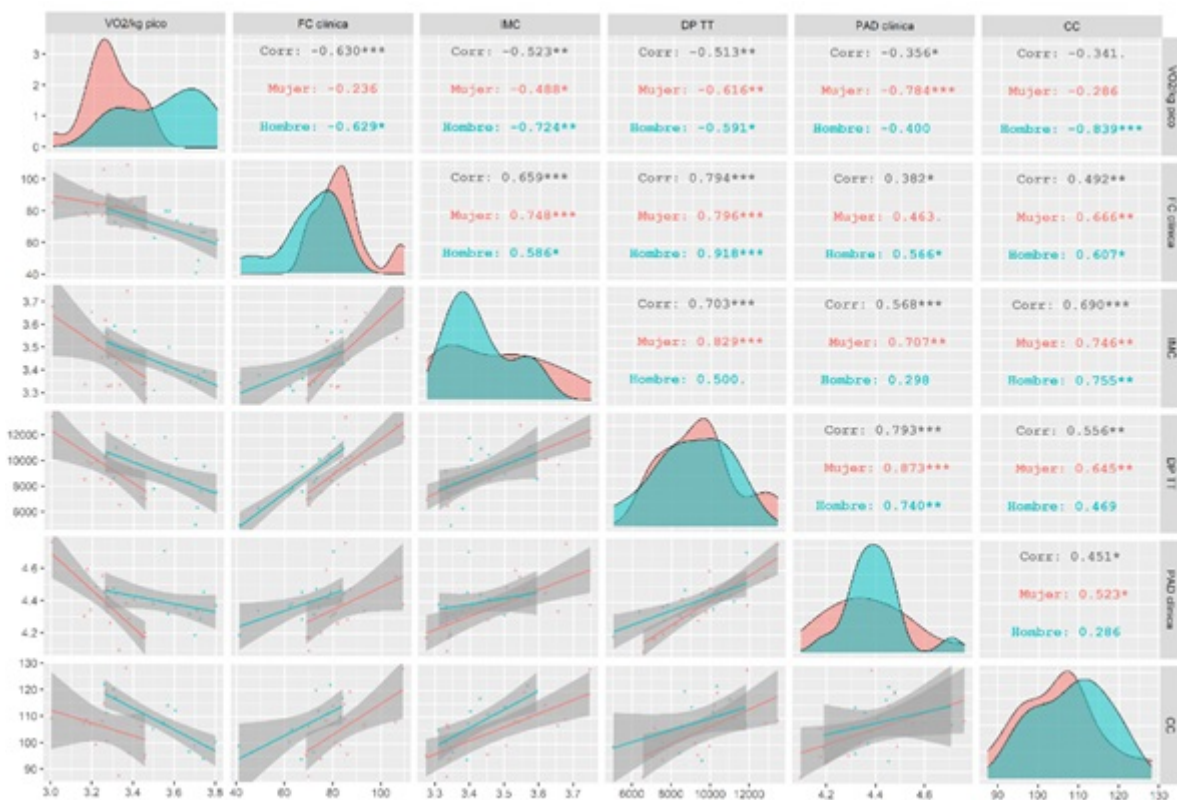 VO2/kg pico FC clínica IMC DP TT PAD clínica CC
3 Corr: -0.630*** Corr: -0.523** Corr: -0.513** Corr: -0.356* Corr: -0.341. VO2/kg pico
2 Mujer: -0.236 Mujer: -0.488* Mujer: -0.616** Mujer: -0.784*** Mujer: -0.286
1 Hombre: -0.629* Hombre: -0.724** Hombre: -0.591* Hombre: -0.400 Hombre: -0.839***
0
100 Corr: 0.659*** Corr: 0.794*** Corr: 0.382* Corr: 0.492** FC clínica
80 Mujer: 0.748*** Mujer: 0.796*** Mujer: 0.463. Mujer: 0.666**
60 Hombre: 0.586* Hombre: 0.918*** Hombre: 0.566* Hombre: 0.607*
40
3.7 Corr: 0.703*** Corr: 0.568*** Corr: 0.690*** IMC
3.6 Mujer: 0.829*** Mujer: 0.707** Mujer: 0.746**
3.5
3.4 Hombre: 0.500. Hombre: 0.298 Hombre: 0.755**
3.3
12000 Corr: 0.793*** Corr: 0.556** DP TT
10000 Mujer: 0.873*** Mujer: 0.645**
8000 Hombre: 0.740** Hombre: 0.469
6000
4.6 Corr: 0.451* PAD clínica
4.4 Mujer: 0.523*
4.2 Hombre: 0.286
130 CC
120
110
100
90
3.0 3.2 3.4 3.6 3.8 40 60 80 100 3.3 3.4 3.5 3.6 3.7 6000 8000 10000 12000 4.2 4.4 4.6 90 100 110 120 130